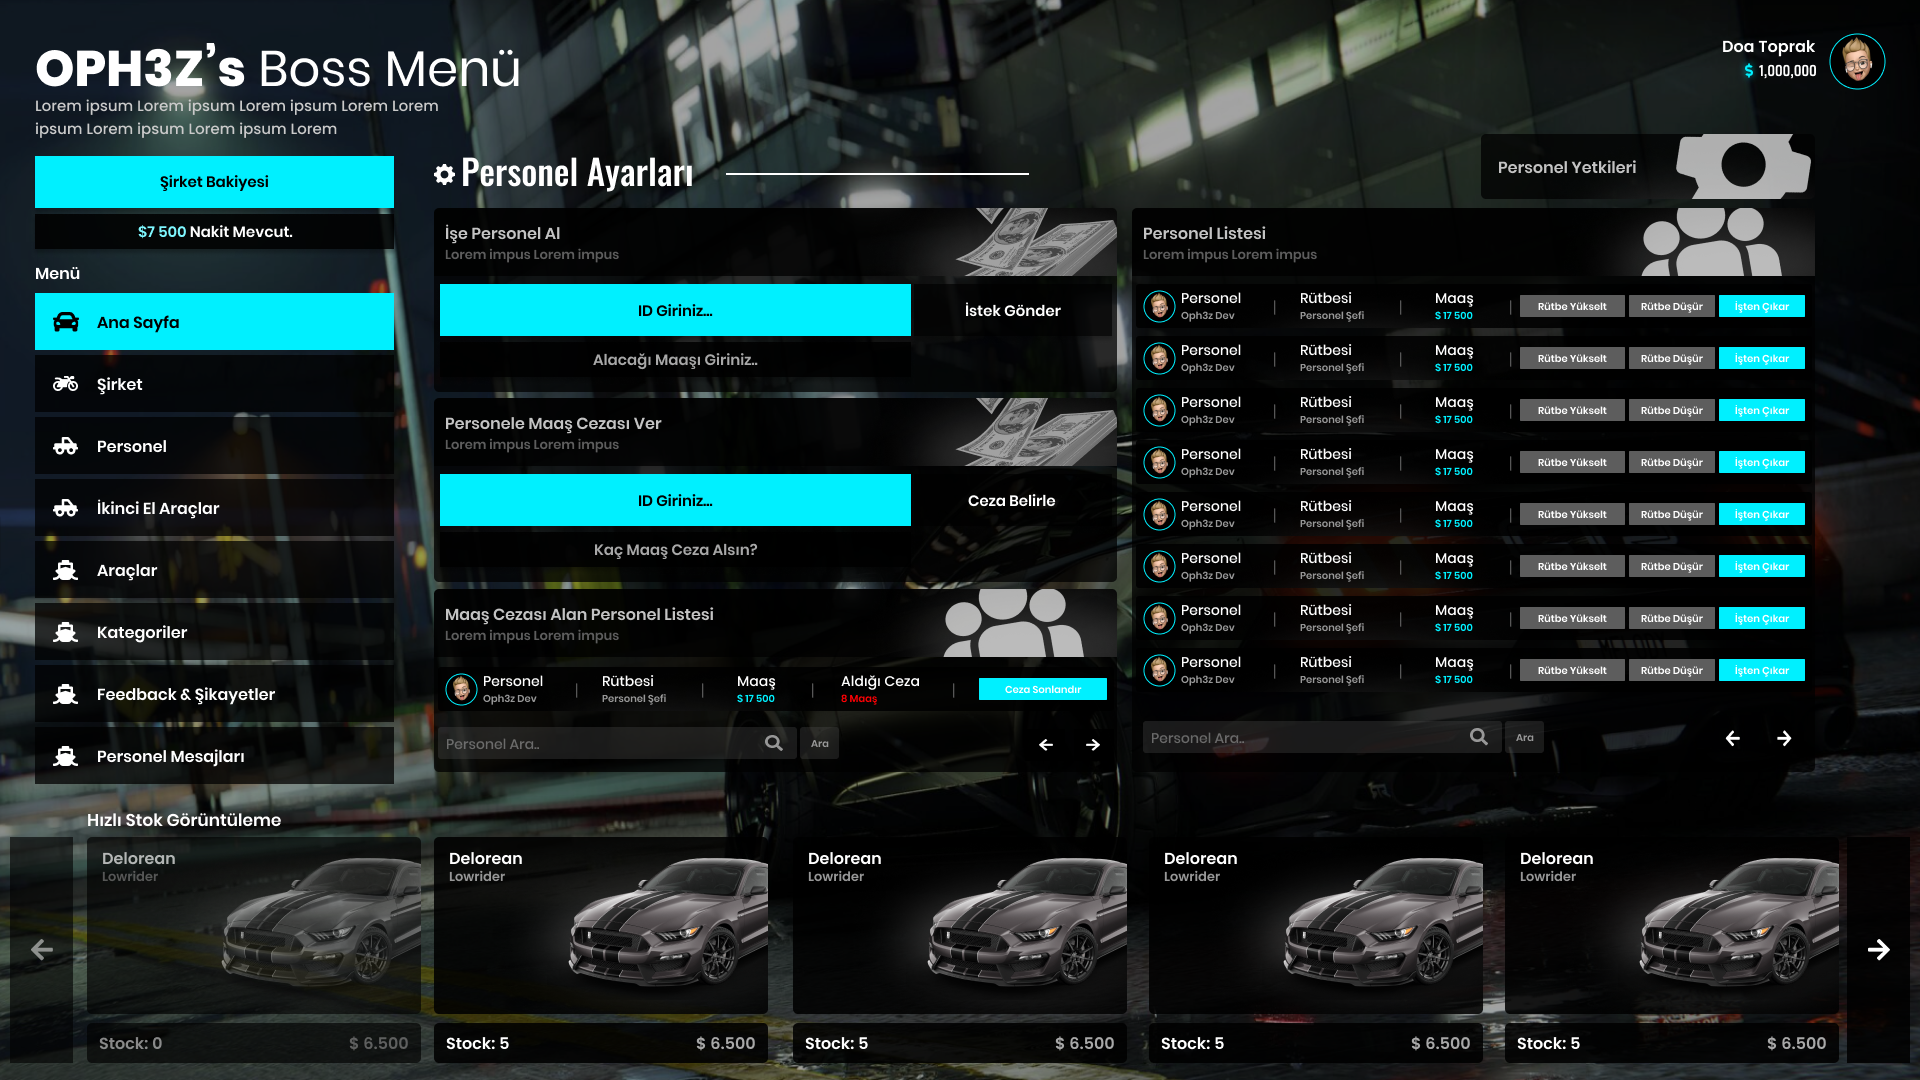 OPH3Z's Boss Menü
Lorem ipsum Lorem ipsum Lorem ipsum Lorem Lorem
ipsum Lorem ipsum Lorem ipsum Lorem
Doa Toprak
$ 1,000,000
Şirket Bakiyesi
$7 500 Nakit Mevcut.
Menü
Ana Sayfa
Şirket
Personel
İkinci El Araçlar
Araçlar
Kategoriler
Feedback & Şikayetler
Personel Mesajları
Personel Ayarları
Personel Yetkileri
İşe Personel Al
Lorem impus Lorem impus
ID Giriniz...
İstek Gönder
Alacağı Maaşı Giriniz..
Personele Maaş Cezası Ver
Lorem impus Lorem impus
ID Giriniz...
Ceza Belirle
Kaç Maaş Ceza Alsın?
Maaş Cezası Alan Personel Listesi
Lorem impus Lorem impus
Personel | Rütbesi | Maaş | Aldığı Ceza | Ceza Sonlandır
Oph3z Dev Personel Şefi $ 17 500 8 Maaş
Personel Ara..
Ara
Personel Listesi
Lorem impus Lorem impus
Personel | Rütbesi | Maaş | Rütbe Yükselt Rütbe Düşür İşten Çıkar
Oph3z Dev Personel Şefi $ 17 500
Personel | Rütbesi | Maaş | Rütbe Yükselt Rütbe Düşür İşten Çıkar
Oph3z Dev Personel Şefi $ 17 500
Personel | Rütbesi | Maaş | Rütbe Yükselt Rütbe Düşür İşten Çıkar
Oph3z Dev Personel Şefi $ 17 500
Personel | Rütbesi | Maaş | Rütbe Yükselt Rütbe Düşür İşten Çıkar
Oph3z Dev Personel Şefi $ 17 500
Personel | Rütbesi | Maaş | Rütbe Yükselt Rütbe Düşür İşten Çıkar
Oph3z Dev Personel Şefi $ 17 500
Personel | Rütbesi | Maaş | Rütbe Yükselt Rütbe Düşür İşten Çıkar
Oph3z Dev Personel Şefi $ 17 500
Personel | Rütbesi | Maaş | Rütbe Yükselt Rütbe Düşür İşten Çıkar
Oph3z Dev Personel Şefi $ 17 500
Personel | Rütbesi | Maaş | Rütbe Yükselt Rütbe Düşür İşten Çıkar
Oph3z Dev Personel Şefi $ 17 500
Personel Ara..
Ara
Hızlı Stok Görüntüleme
Delorean
Lowrider
Stock: 0 $ 6.500
Delorean
Lowrider
Stock: 5 $ 6.500
Delorean
Lowrider
Stock: 5 $ 6.500
Delorean
Lowrider
Stock: 5 $ 6.500
Delorean
Lowrider
Stock: 5 $ 6.500